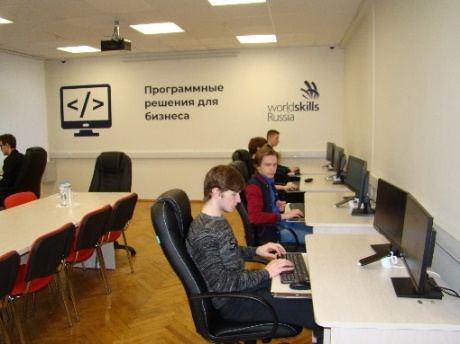 </>
Программные
решения для
бизнеса
worldskills
Russia